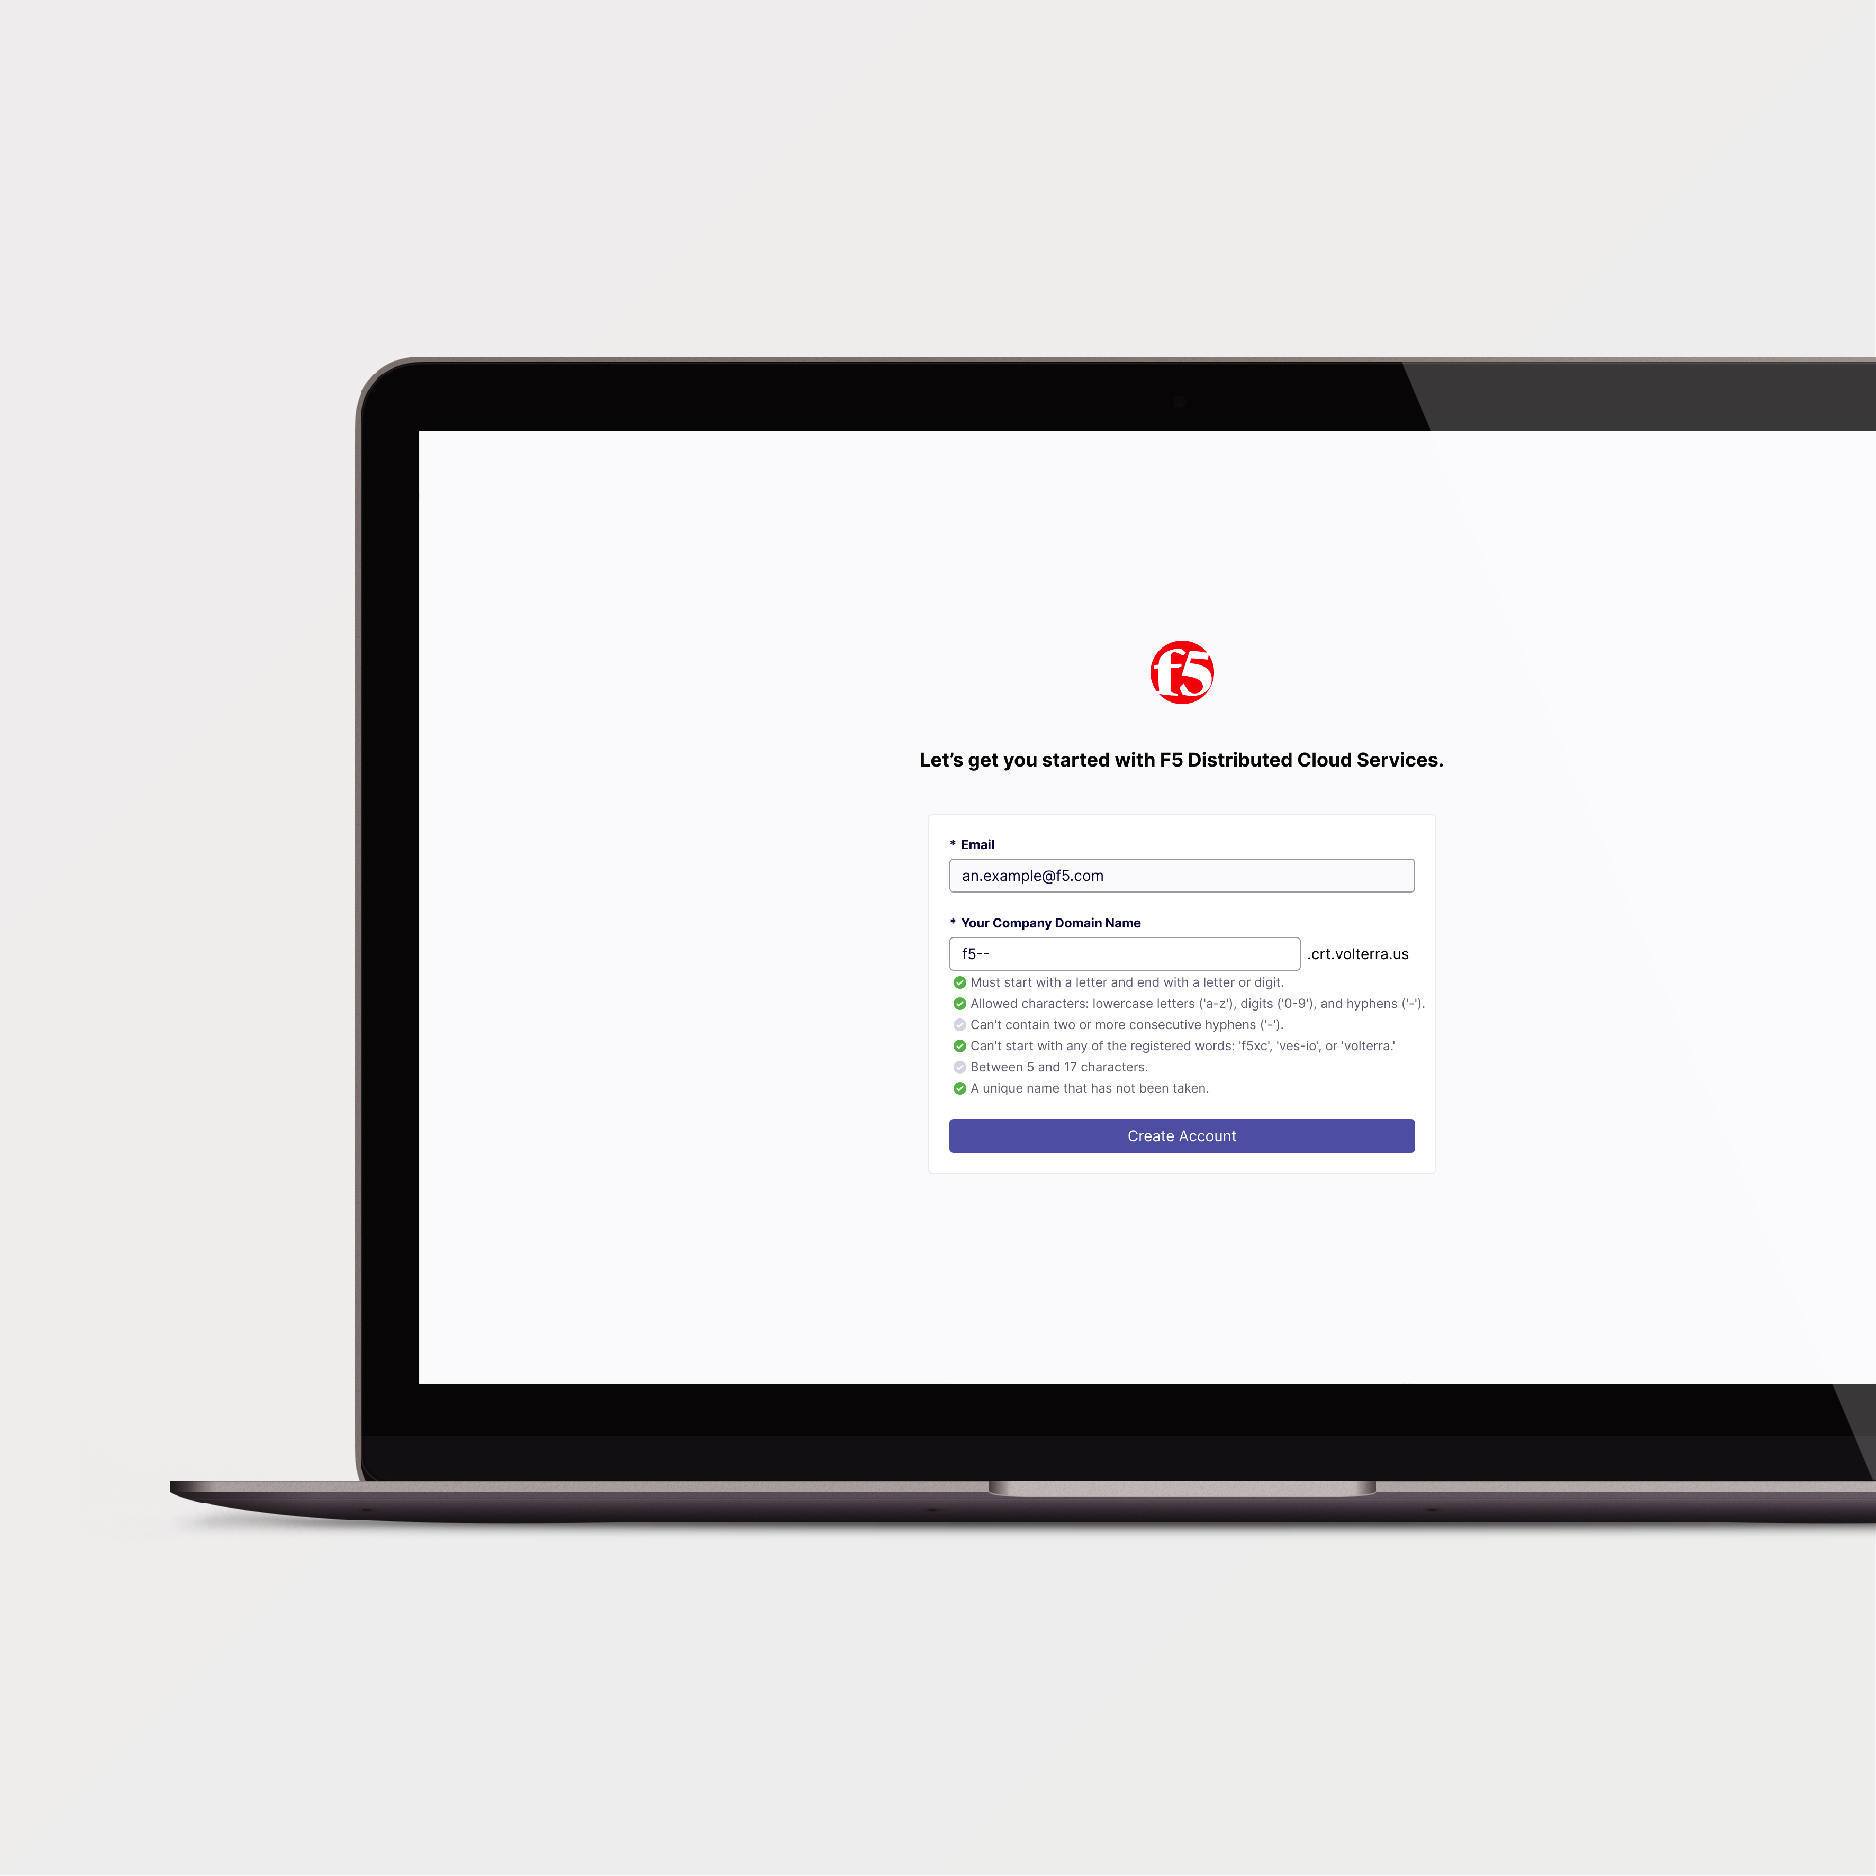 f5
Let’s get you started with F5 Distributed Cloud Services.
* Email
an.example@f5.com
* Your Company Domain Name
f5-- .crt.volterra.us
Must start with a letter and end with a letter or digit.
Allowed characters: lowercase letters ('a-z'), digits ('0-9'), and hyphens ('-').
Can't contain two or more consecutive hyphens ('-').
Can't start with any of the registered words: 'f5xc', 'ves-io', or 'volterra.'
Between 5 and 17 characters.
A unique name that has not been taken.
Create Account